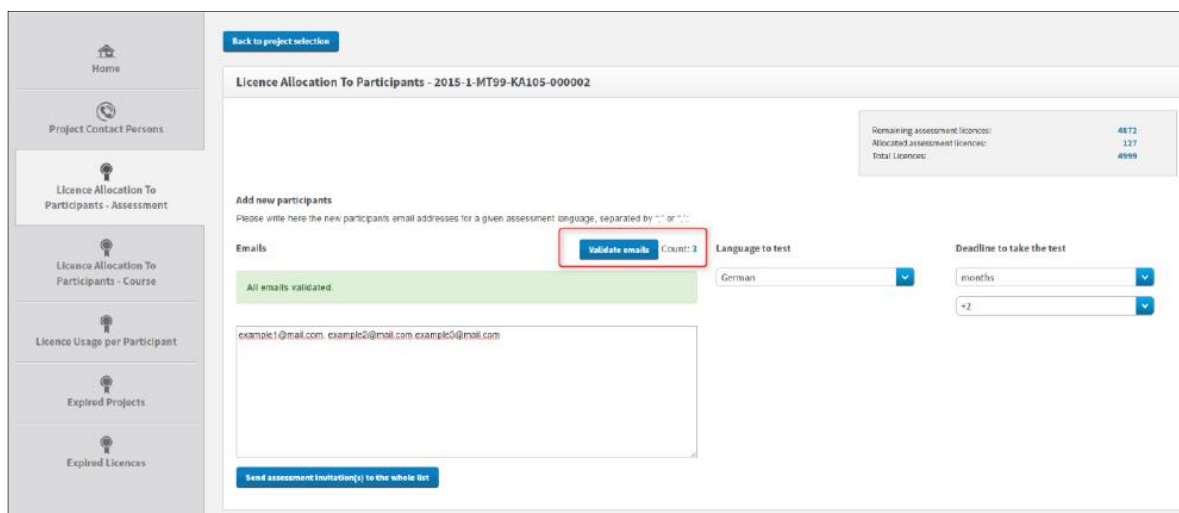 Home
Project Contact Persons
Licence Allocation To
Participants - Assessment
Licence Allocation To
Participants - Course
Licence Usage per Participant
Expired Projects
Expired Licences
Back to project selection
Licence Allocation To Participants - 2015-1-MT99-KA105-000002
Remaining assessment licences: 4872
Allocated assessment licences: 127
Total Licences: 4999
Add new participants
Please write here the new participants email addresses for a given assessment language, separated by "," or ";":
Emails
Validate emails Count: 3
Language to test
Deadline to take the test
All emails validated.
German
months
+2
example1@mail.com, example2@mail.com example3@mail.com
Send assessment invitation(s) to the whole list